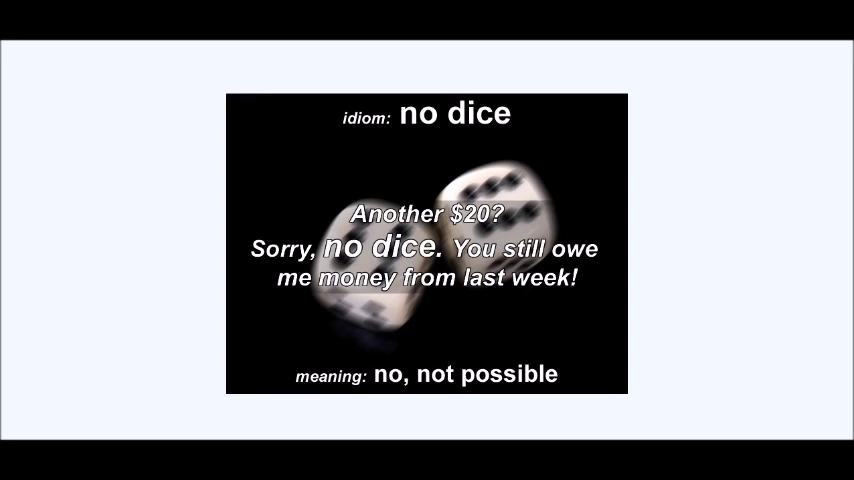 idiom: no dice
Another $20?
Sorry, no dice. You still owe
me money from last week!
meaning: no, not possible